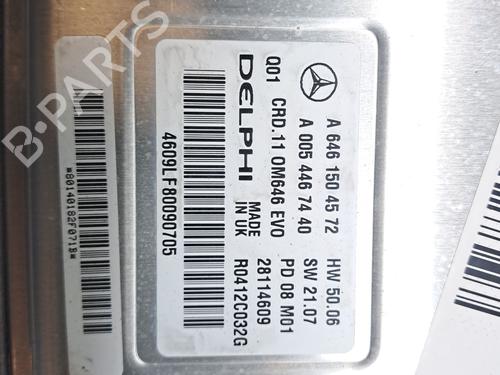 A 646 150 45 72 HW 50.06
A 005 446 74 40 SW 21.07
Q01 CRD.11 OM646 EVO PD 08 M01
DELPHI MADE IN UK 28114609
4609LF80090705 R0412C032G
*80140182F071B*
B-PARTS